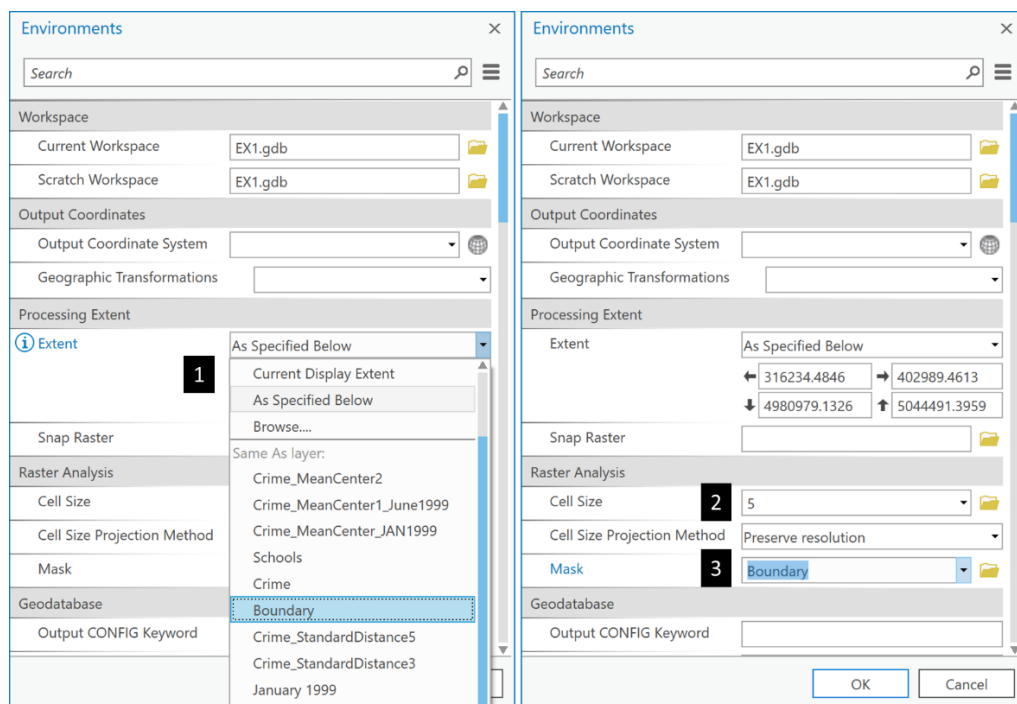 Environments
Search
Workspace
Current Workspace EX1.gdb
Scratch Workspace EX1.gdb
Output Coordinates
Output Coordinate System
Geographic Transformations
Processing Extent
Extent As Specified Below
1
Current Display Extent
As Specified Below
Browse....
Same As layer:
Crime_MeanCenter2
Crime_MeanCenter1_June1999
Crime_MeanCenter_JAN1999
Schools
Crime
Boundary
Crime_StandardDistance5
Crime_StandardDistance3
January 1999
Snap Raster
Raster Analysis
Cell Size
Cell Size Projection Method
Mask
Geodatabase
Output CONFIG Keyword
Environments
Search
Workspace
Current Workspace EX1.gdb
Scratch Workspace EX1.gdb
Output Coordinates
Output Coordinate System
Geographic Transformations
Processing Extent
Extent As Specified Below
316234.4846 402989.4613
4980979.1326 5044491.3959
Snap Raster
Raster Analysis
Cell Size 2 5
Cell Size Projection Method Preserve resolution
Mask 3 Boundary
Geodatabase
Output CONFIG Keyword
OK Cancel